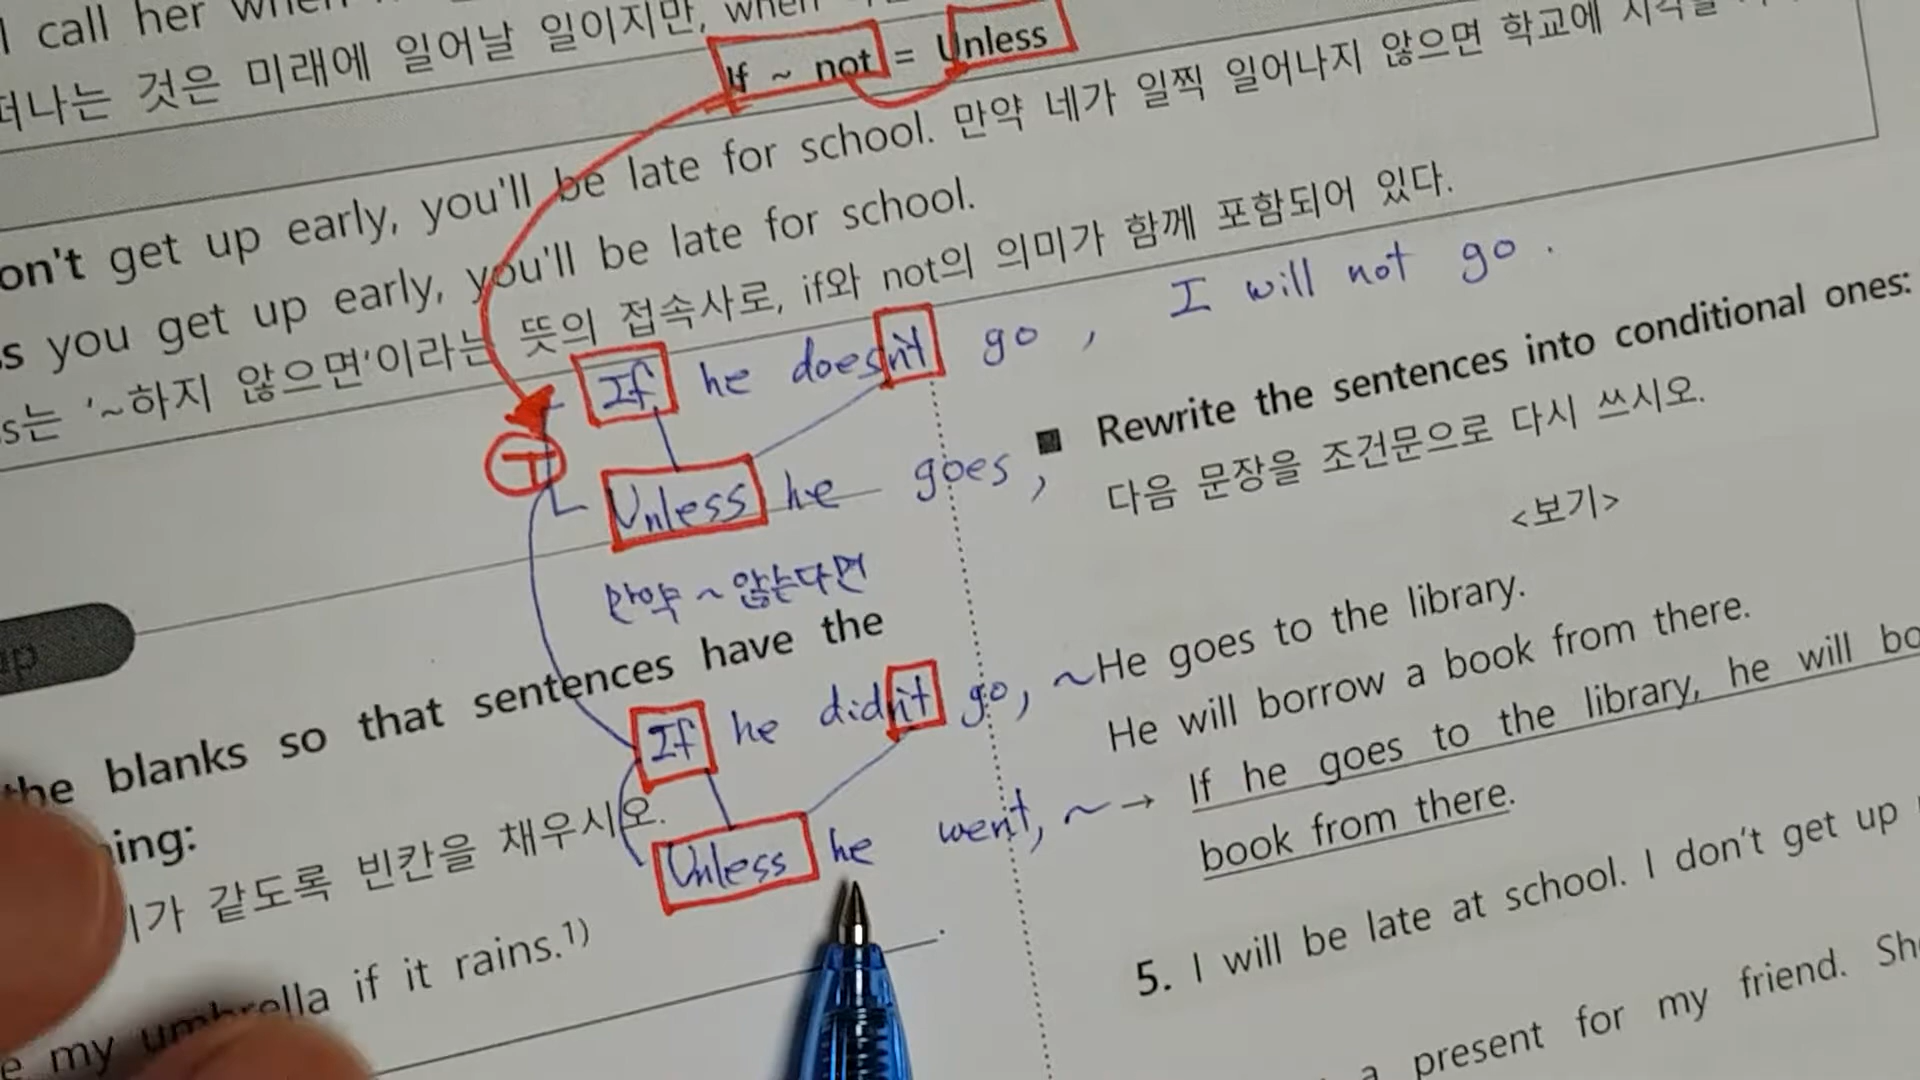 I call her when
떠나는 것은 미래에 일어날 일이지만, when
If ~ not = Unless
on't get up early, you'll be late for school. 만약 네가 일찍 일어나지 않으면 학교에
s you get up early, you'll be late for school.
s는 '~하지 않으면'이라는 뜻의 접속사로, if와 not의 의미가 함께 포함되어 있다.
If he doesn't go, I will not go.
T
Unless he goes,
만약 ~ 않는다면
up
the blanks so that sentences have the
ning:
가 같도록 빈칸을 채우시오.
If he didn't go, ~
Unless he went, ~
my umbrella if it rains.1)
■ Rewrite the sentences into conditional ones:
다음 문장을 조건문으로 다시 쓰시오.
<보기>
He goes to the library.
He will borrow a book from there.
→ If he goes to the library, he will bo
book from there.
5. I will be late at school. I don't get up
a present for my friend. Sh